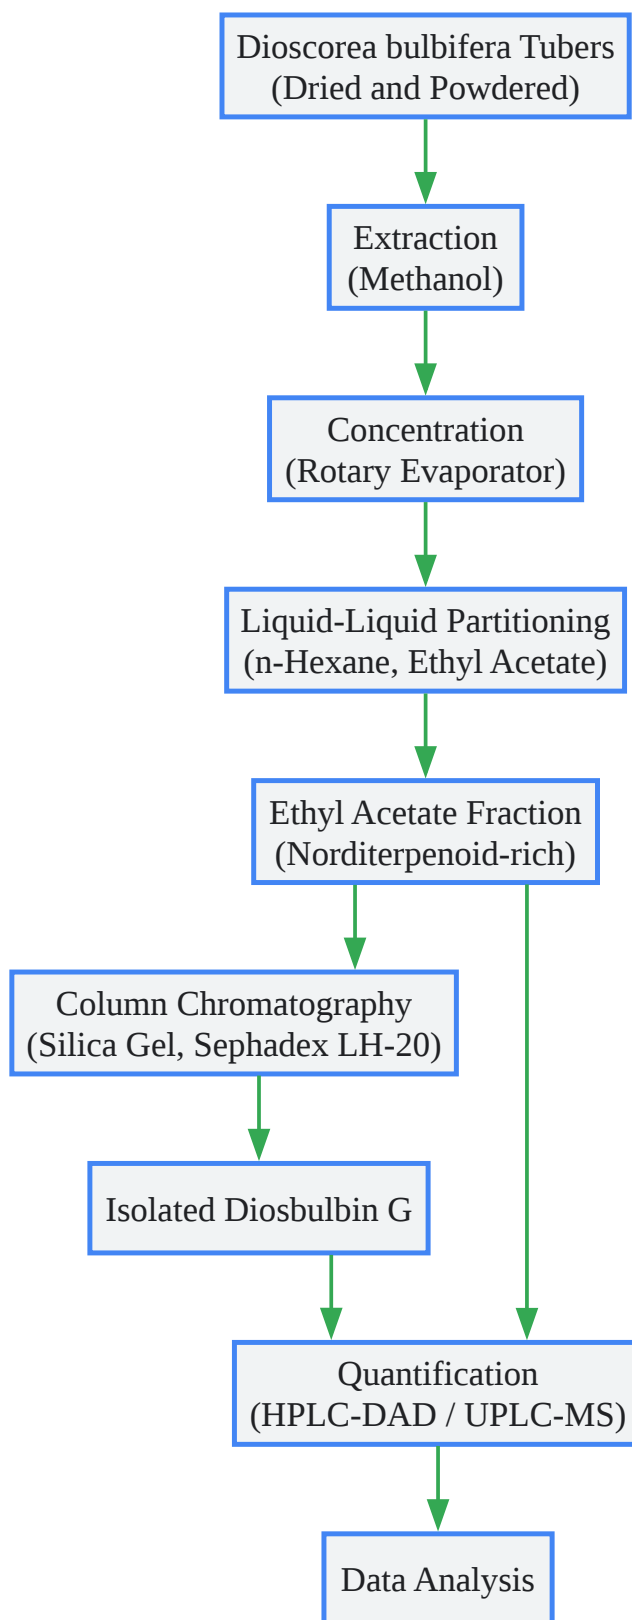 Dioscorea bulbifera Tubers
(Dried and Powdered)
Extraction
(Methanol)
Concentration
(Rotary Evaporator)
Liquid-Liquid Partitioning
(n-Hexane, Ethyl Acetate)
Ethyl Acetate Fraction
(Norditerpenoid-rich)
Column Chromatography
(Silica Gel, Sephadex LH-20)
Isolated Diosbulbin G
Quantification
(HPLC-DAD / UPLC-MS)
Data Analysis